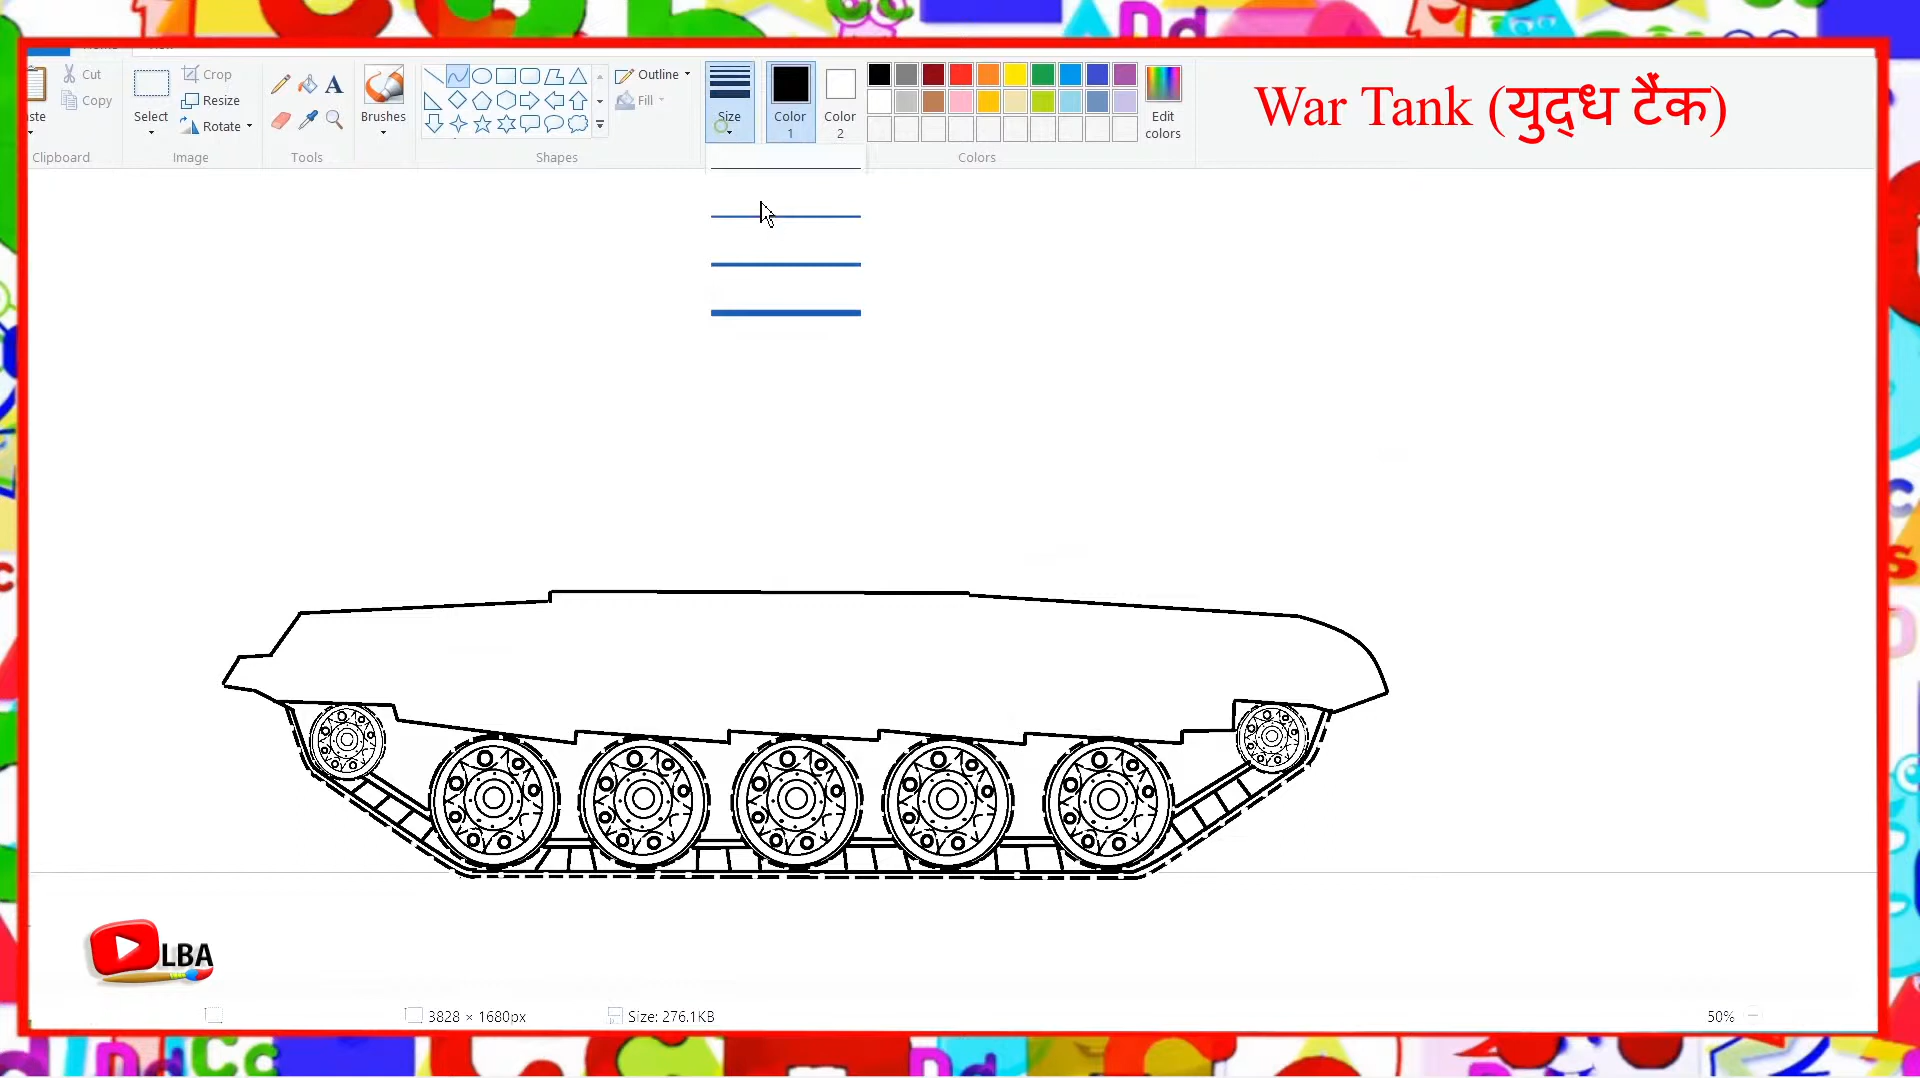 Cut
Copy
Clipboard
Select
Crop
Resize
Rotate
Image
A
Tools
Brushes
Shapes
Outline
Fill
Size
Color
1
Color
2
Colors
Edit
colors
War Tank (युद्ध टैंक)
LBA
3828 × 1680px
Size: 276.1KB
50%